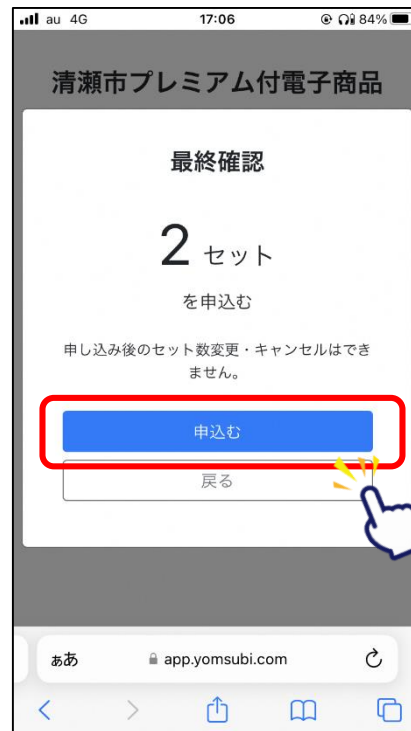 au 4G 17:06 84%
清瀬市プレミアム付電子商品
最終確認
2 セット
を申込む
申し込み後のセット数変更・キャンセルはでき
ません。
申込む
戻る
ぁあ app.yomsubi.com